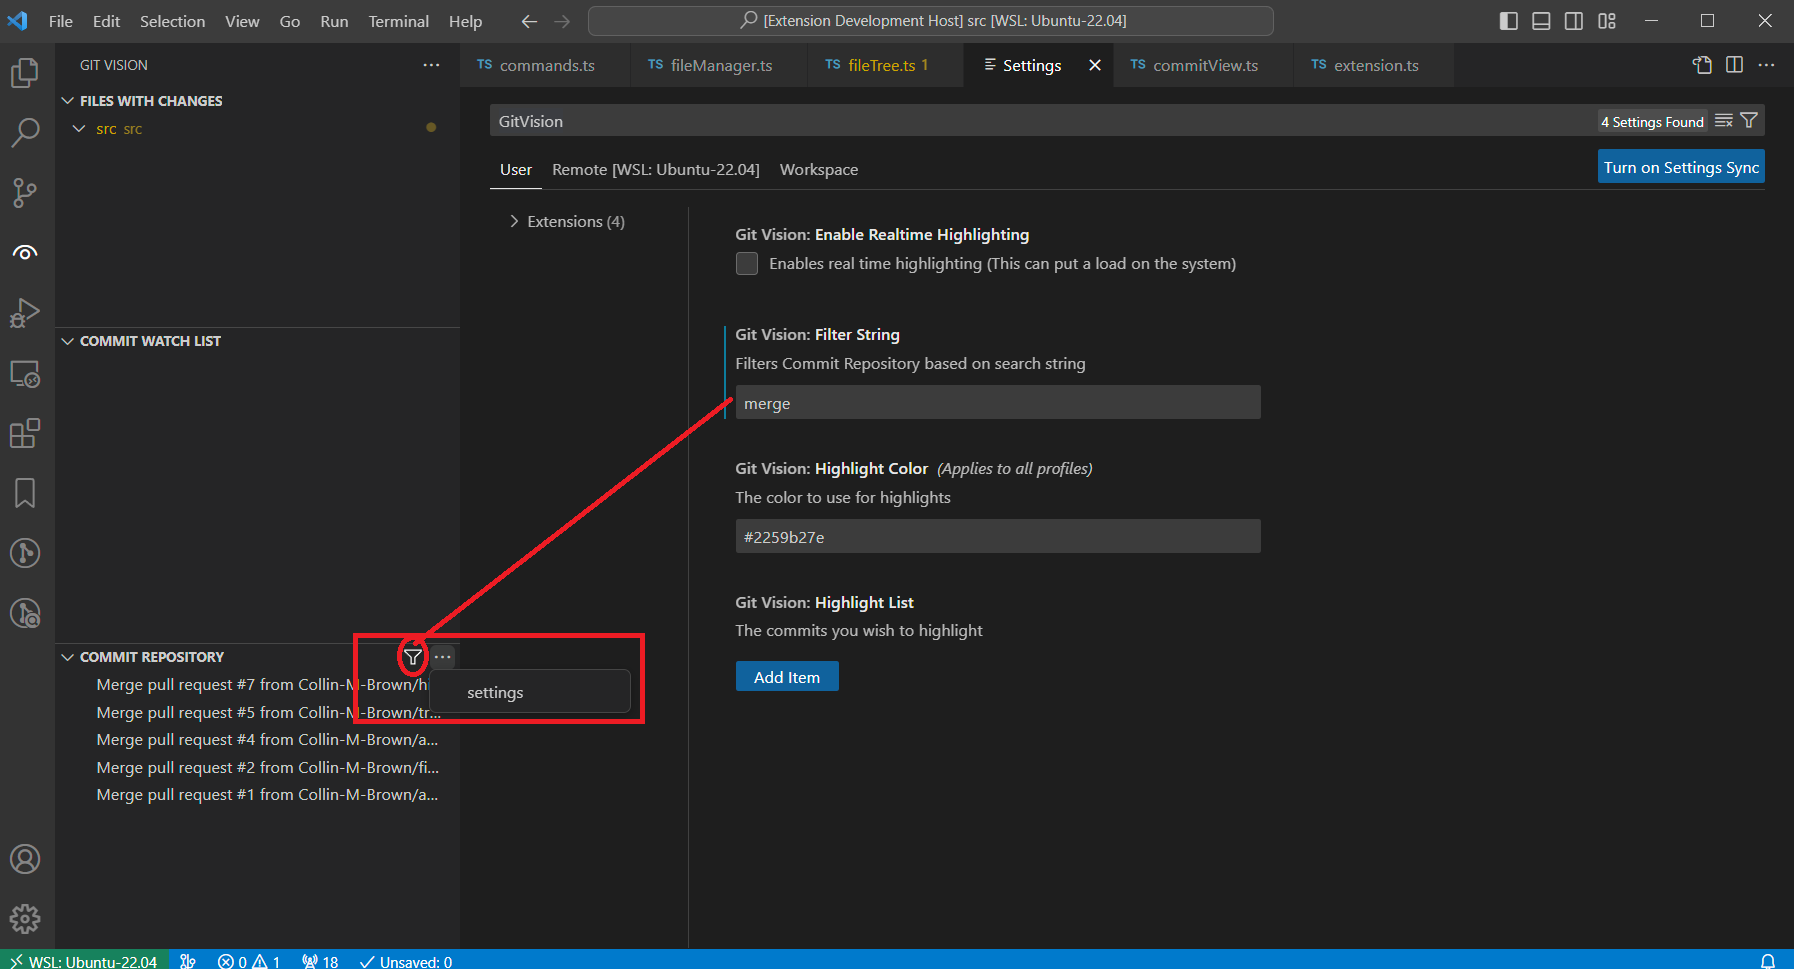 File Edit Selection View Go Run Terminal Help [Extension Development Host] src [WSL: Ubuntu-22.04]
GIT VISION
TS commands.ts TS fileManager.ts TS fileTree.ts 1 Settings TS commitView.ts TS extension.ts
FILES WITH CHANGES
src src
GitVision 4 Settings Found
User Remote [WSL: Ubuntu-22.04] Workspace Turn on Settings Sync
Extensions (4)
Git Vision: Enable Realtime Highlighting
Enables real time highlighting (This can put a load on the system)
COMMIT WATCH LIST
Git Vision: Filter String
Filters Commit Repository based on search string
merge
Git Vision: Highlight Color (Applies to all profiles)
The color to use for highlights
#2259b27e
Git Vision: Highlight List
The commits you wish to highlight
Add Item
COMMIT REPOSITORY
settings
Merge pull request #7 from Collin-M-Brown/h
Merge pull request #5 from Collin-M-Brown/tr...
Merge pull request #4 from Collin-M-Brown/a...
Merge pull request #2 from Collin-M-Brown/fi...
Merge pull request #1 from Collin-M-Brown/a...
WSL: Ubuntu-22.04 0 1 18 Unsaved: 0